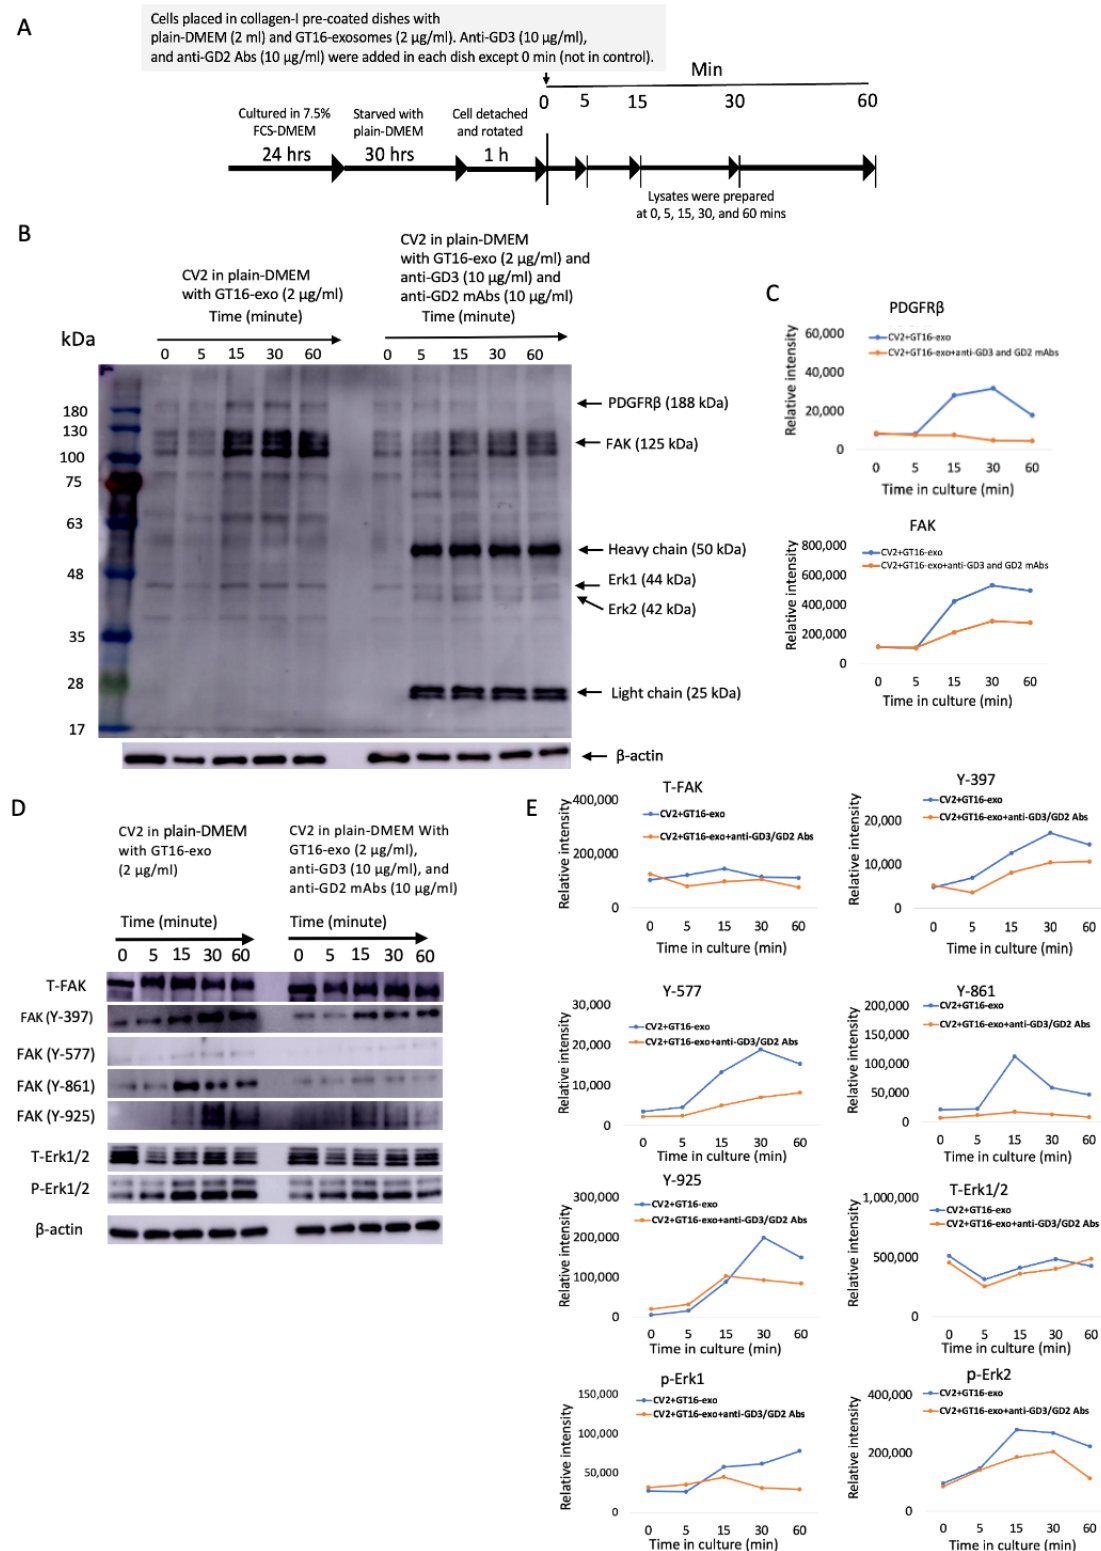 A
Cells placed in collagen-I pre-coated dishes with
plain-DMEM (2 ml) and GT16-exosomes (2 µg/ml). Anti-GD3 (10 µg/ml),
and anti-GD2 Abs (10 µg/ml) were added in each dish except 0 min (not in control).
Min
0 5 15 30 60
Cultured in 7.5%
FCS-DMEM
24 hrs
Starved with
plain-DMEM
30 hrs
Cell detached
and rotated
1 h
Lysates were prepared
at 0, 5, 15, 30, and 60 mins
B
CV2 in plain-DMEM
with GT16-exo (2 µg/ml)
Time (minute)
0 5 15 30 60
CV2 in plain-DMEM
with GT16-exo (2 µg/ml) and
anti-GD3 (10 µg/ml) and
anti-GD2 mAbs (10 µg/ml)
Time (minute)
0 5 15 30 60
kDa
180
130
100
75
63
48
35
28
17
PDGFRβ (188 kDa)
FAK (125 kDa)
Heavy chain (50 kDa)
Erk1 (44 kDa)
Erk2 (42 kDa)
Light chain (25 kDa)
β-actin
C
PDGFRβ
Relative intensity
60,000
40,000
20,000
0
CV2+GT16-exo
CV2+GT16-exo+anti-GD3 and GD2 mAbs
0 5 15 30 60
Time in culture (min)
FAK
Relative intensity
800,000
600,000
400,000
200,000
0
CV2+GT16-exo
CV2+GT16-exo+anti-GD3 and GD2 mAbs
0 5 15 30 60
Time in culture (min)
D
CV2 in plain-DMEM
with GT16-exo
(2 µg/ml)
Time (minute)
0 5 15 30 60
CV2 in plain-DMEM With
GT16-exo (2 µg/ml),
anti-GD3 (10 µg/ml), and
anti-GD2 mAbs (10 µg/ml)
Time (minute)
0 5 15 30 60
T-FAK
FAK (Y-397)
FAK (Y-577)
FAK (Y-861)
FAK (Y-925)
T-Erk1/2
P-Erk1/2
β-actin
E
T-FAK
Relative intensity
400,000
200,000
0
CV2+GT16-exo
CV2+GT16-exo+anti-GD3/GD2 Abs
0 5 15 30 60
Time in culture (min)
Y-397
Relative intensity
20,000
10,000
0
CV2+GT16-exo
CV2+GT16-exo+anti-GD3/GD2 Abs
0 5 15 30 60
Time in culture (min)
Y-577
Relative intensity
30,000
20,000
10,000
0
CV2+GT16-exo
CV2+GT16-exo+anti-GD3/GD2 Abs
0 5 15 30 60
Time in culture (min)
Y-861
Relative intensity
200,000
150,000
100,000
50,000
0
CV2+GT16-exo
CV2+GT16-exo+anti-GD3/GD2 Abs
0 5 15 30 60
Time in culture (min)
Y-925
Relative intensity
300,000
200,000
100,000
0
CV2+GT16-exo
CV2+GT16-exo+anti-GD3/GD2 Abs
0 5 15 30 60
Time in culture (min)
T-Erk1/2
Relative intensity
1,000,000
500,000
0
CV2+GT16-exo
CV2+GT16-exo+anti-GD3/GD2 Abs
0 5 15 30 60
Time in culture (min)
p-Erk1
Relative intensity
150,000
100,000
50,000
0
CV2+GT16-exo
CV2+GT16-exo+anti-GD3/GD2 Abs
0 5 15 30 60
Time in culture (min)
p-Erk2
Relative intensity
400,000
200,000
0
CV2+GT16-exo
CV2+GT16-exo+anti-GD3/GD2 Abs
0 5 15 30 60
Time in culture (min)